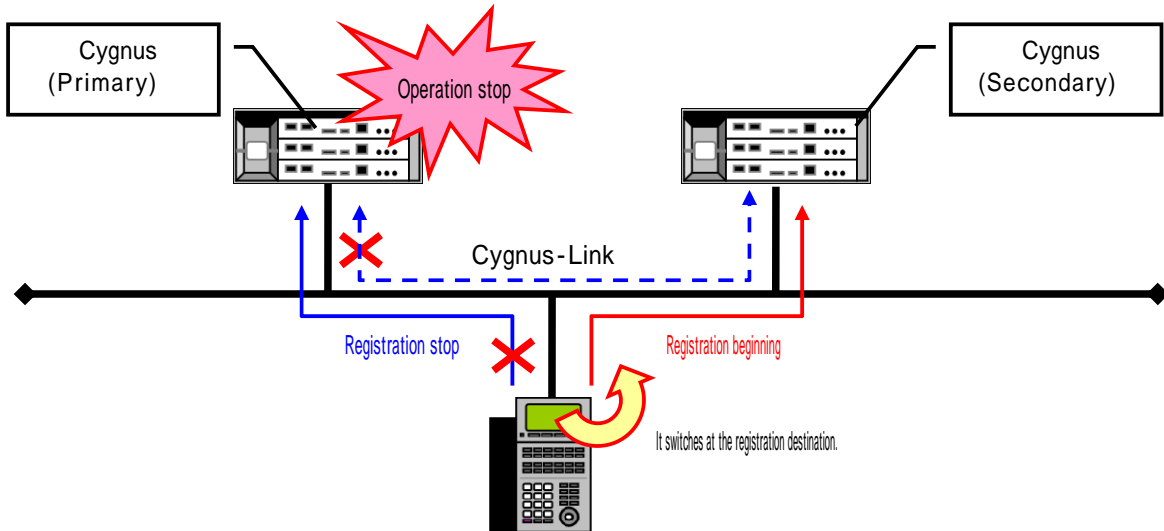 Cygnus
(Primary)
Operation stop
Cygnus
(Secondary)
Cygnus-Link
Registration stop
Registration beginning
It switches at the registration destination.